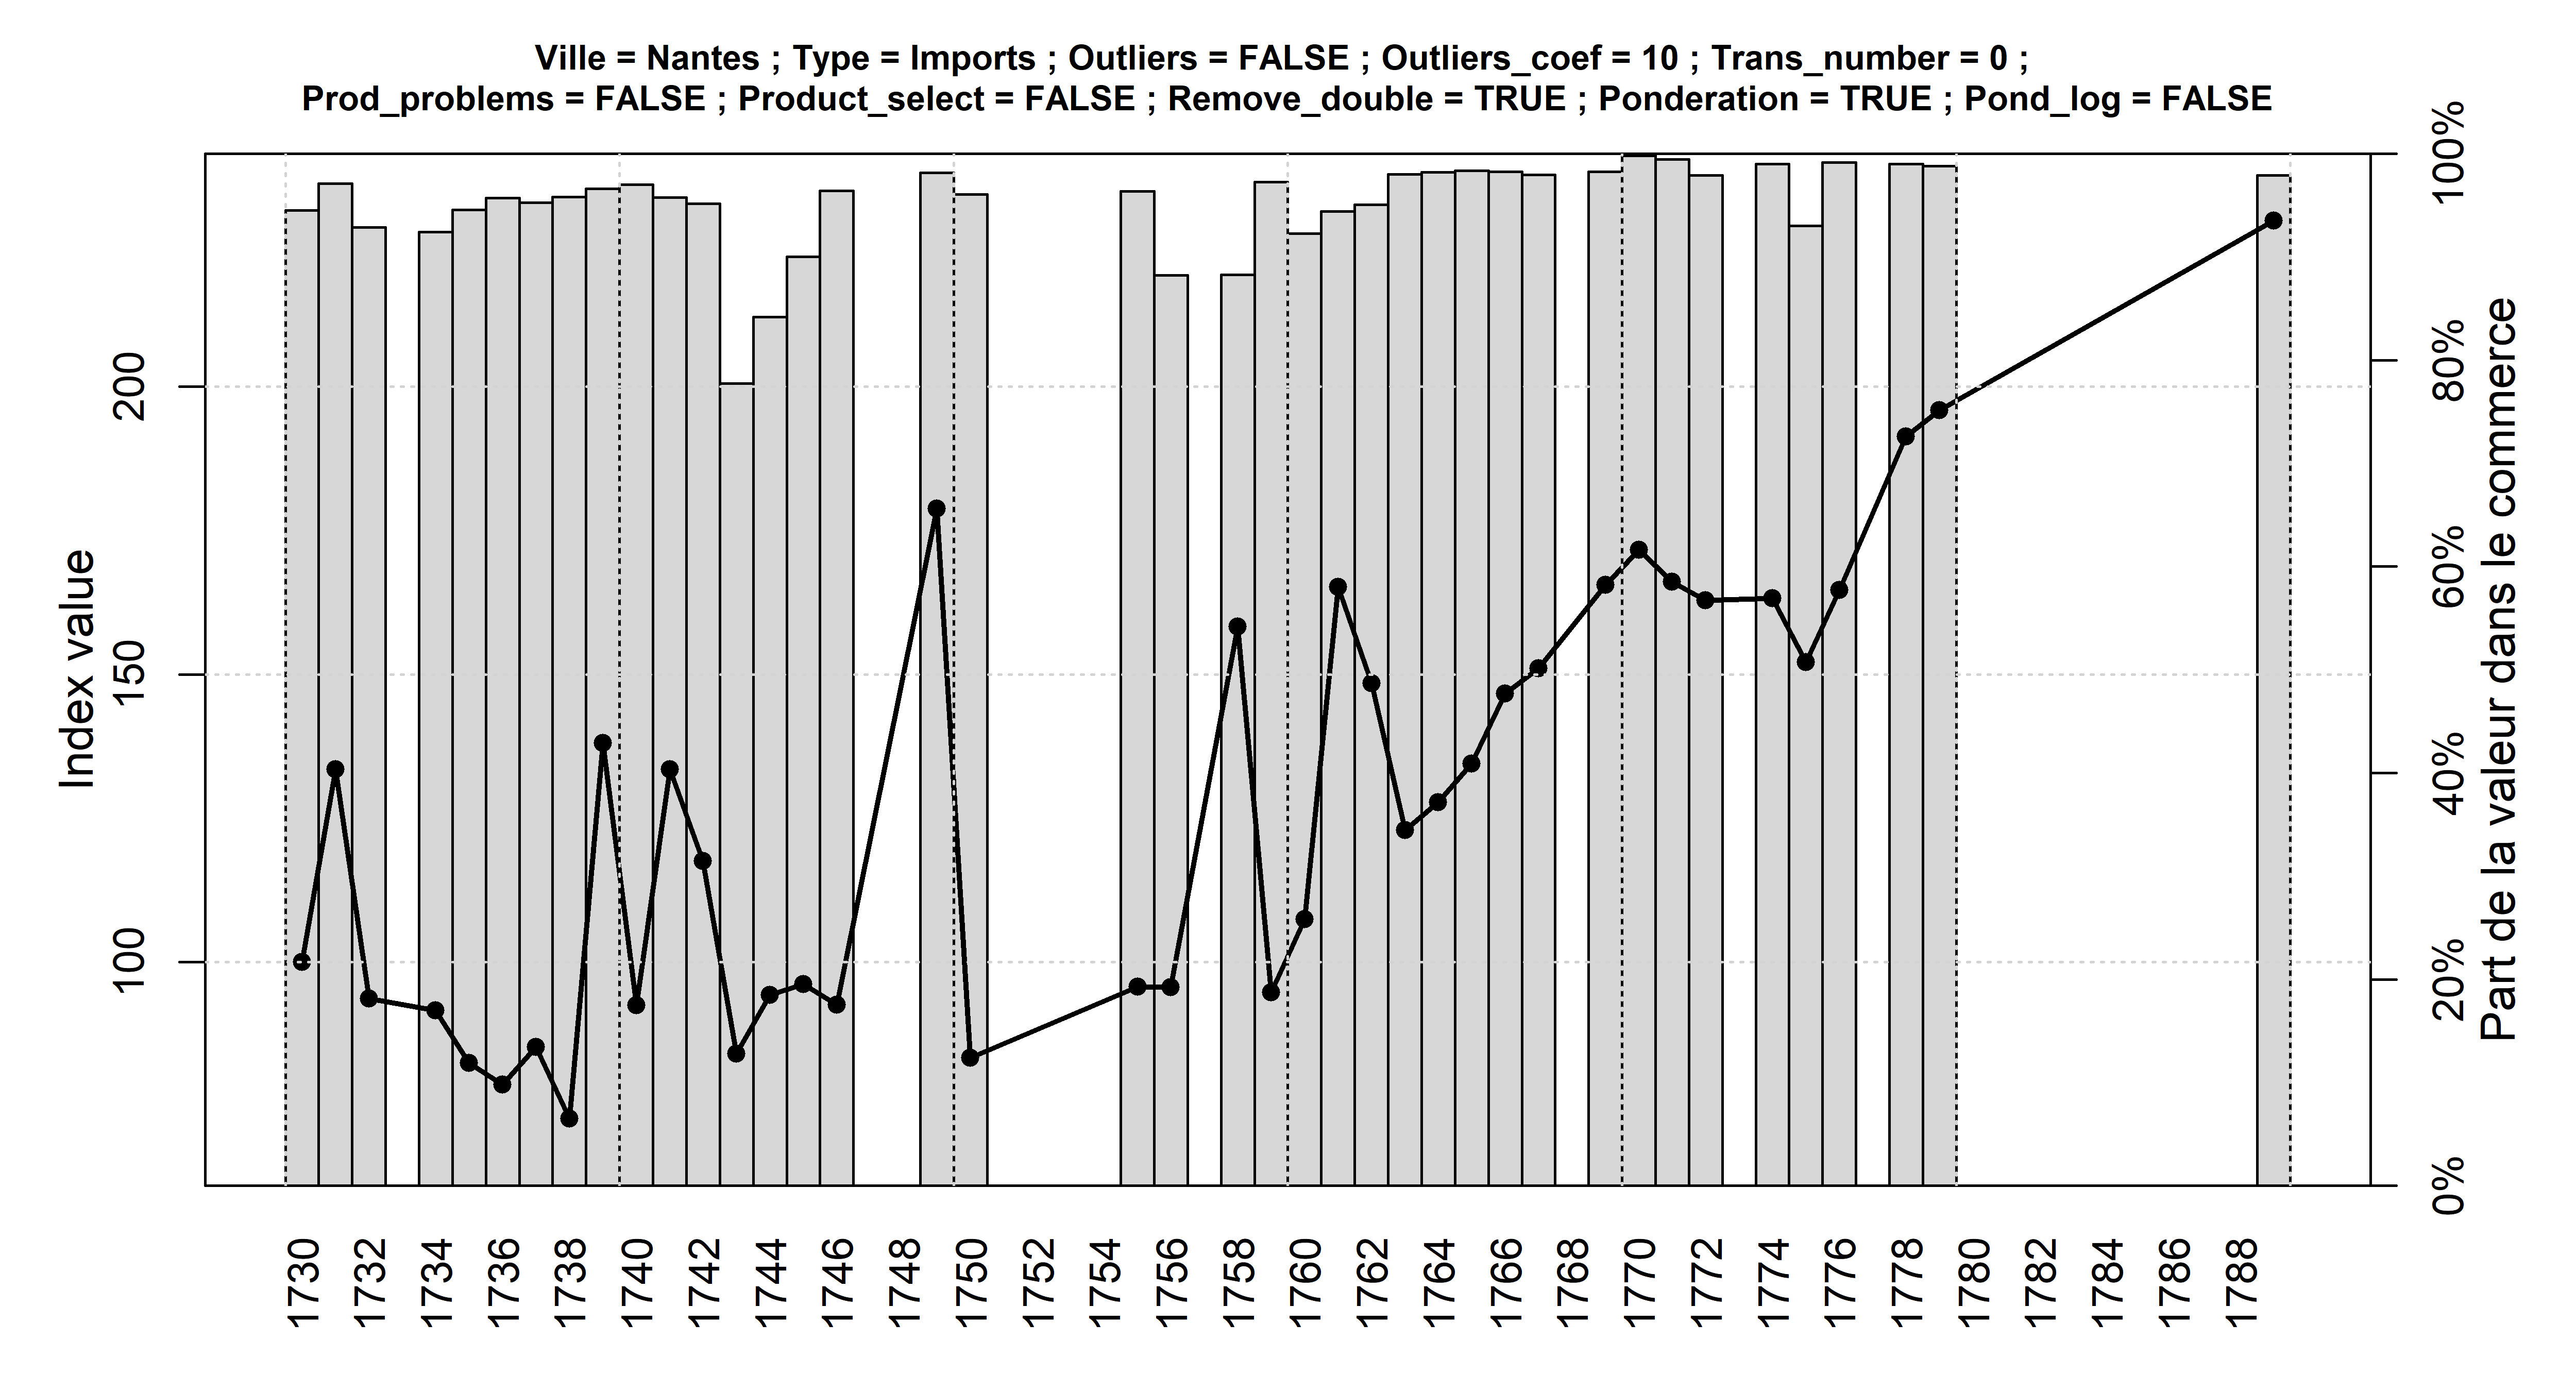 Ville = Nantes ; Type = Imports ; Outliers = FALSE ; Outliers_coef = 10 ; Trans_number = 0 ;
Prod_problems = FALSE ; Product_select = FALSE ; Remove_double = TRUE ; Ponderation = TRUE ; Pond_log = FALSE
Index value
200
150
100
100%
80%
60%
40%
20%
0%
Part de la valeur dans le commerce
1730 1732 1734 1736 1738 1740 1742 1744 1746 1748 1750 1752 1754 1756 1758 1760 1762 1764 1766 1768 1770 1772 1774 1776 1778 1780 1782 1784 1786 1788